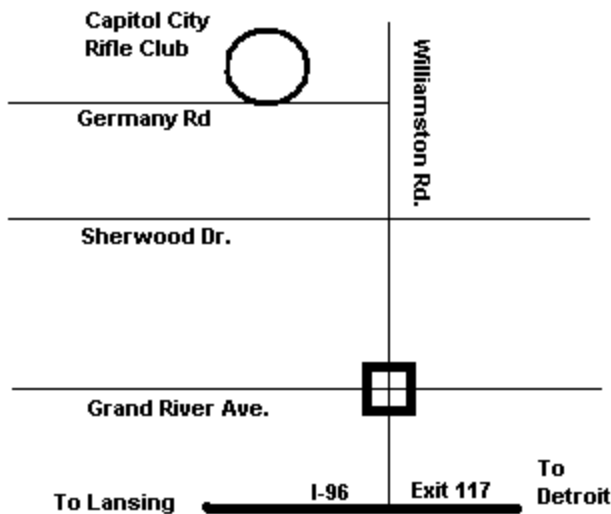 Capitol City
Rifle Club
Williamston Rd.
Germany Rd
Sherwood Dr.
Grand River Ave.
To Lansing
I-96
Exit 117
To
Detroit